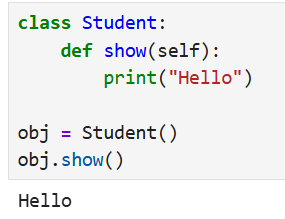 class Student:
    def show(self):
        print("Hello")
obj = Student()
obj.show()
Hello